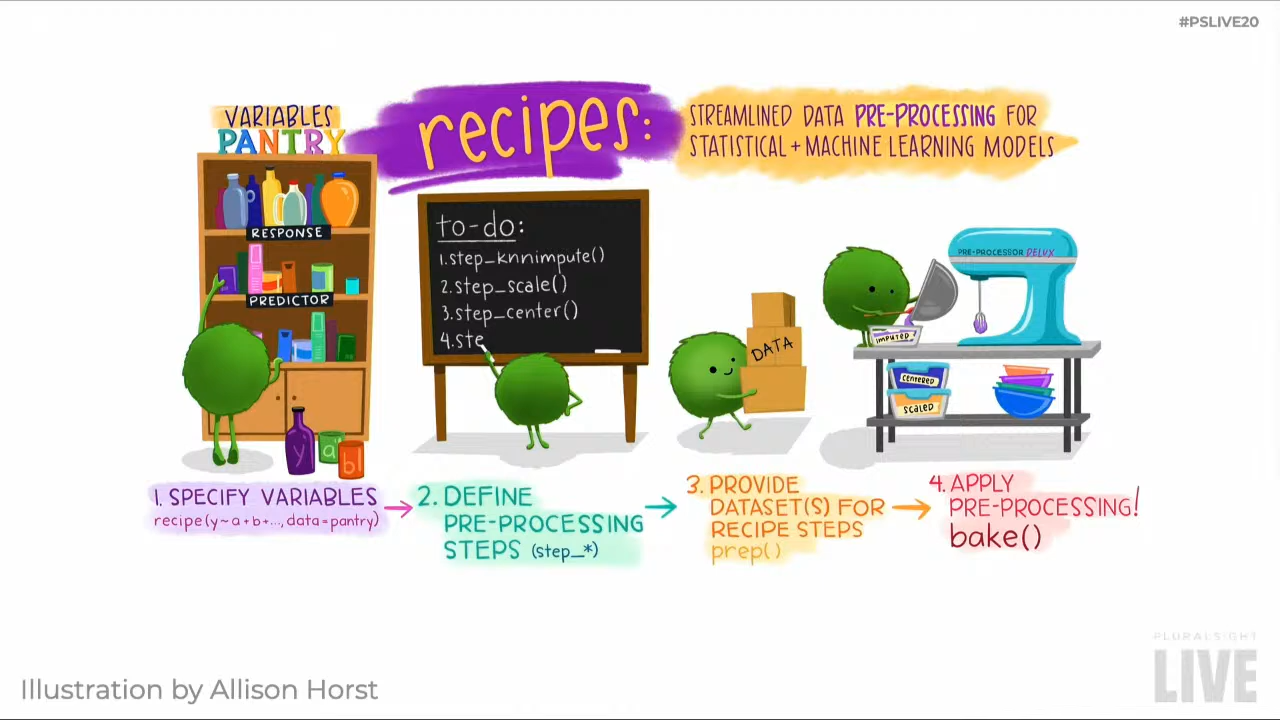 #PSLIVE20
VARIABLES
PANTRY
recipes:
STREAMLINED DATA PRE-PROCESSING FOR
STATISTICAL + MACHINE LEARNING MODELS
RESPONSE
PREDICTOR
y
a
b
to-do:
1.step_knnimpute()
2.step_scale()
3.step_center()
4.ste
DATA
PRE-PROCESSOR DELUX
IMPUTED
CENTERED
SCALED
1. SPECIFY VARIABLES
recipe(y~a+b+..., data=pantry)
2. DEFINE
PRE-PROCESSING
STEPS (step_*)
3. PROVIDE
DATASET(S) FOR
RECIPE STEPS
prep()
4. APPLY
PRE-PROCESSING!
bake()
Illustration by Allison Horst
PLURALSIGHT
LIVE